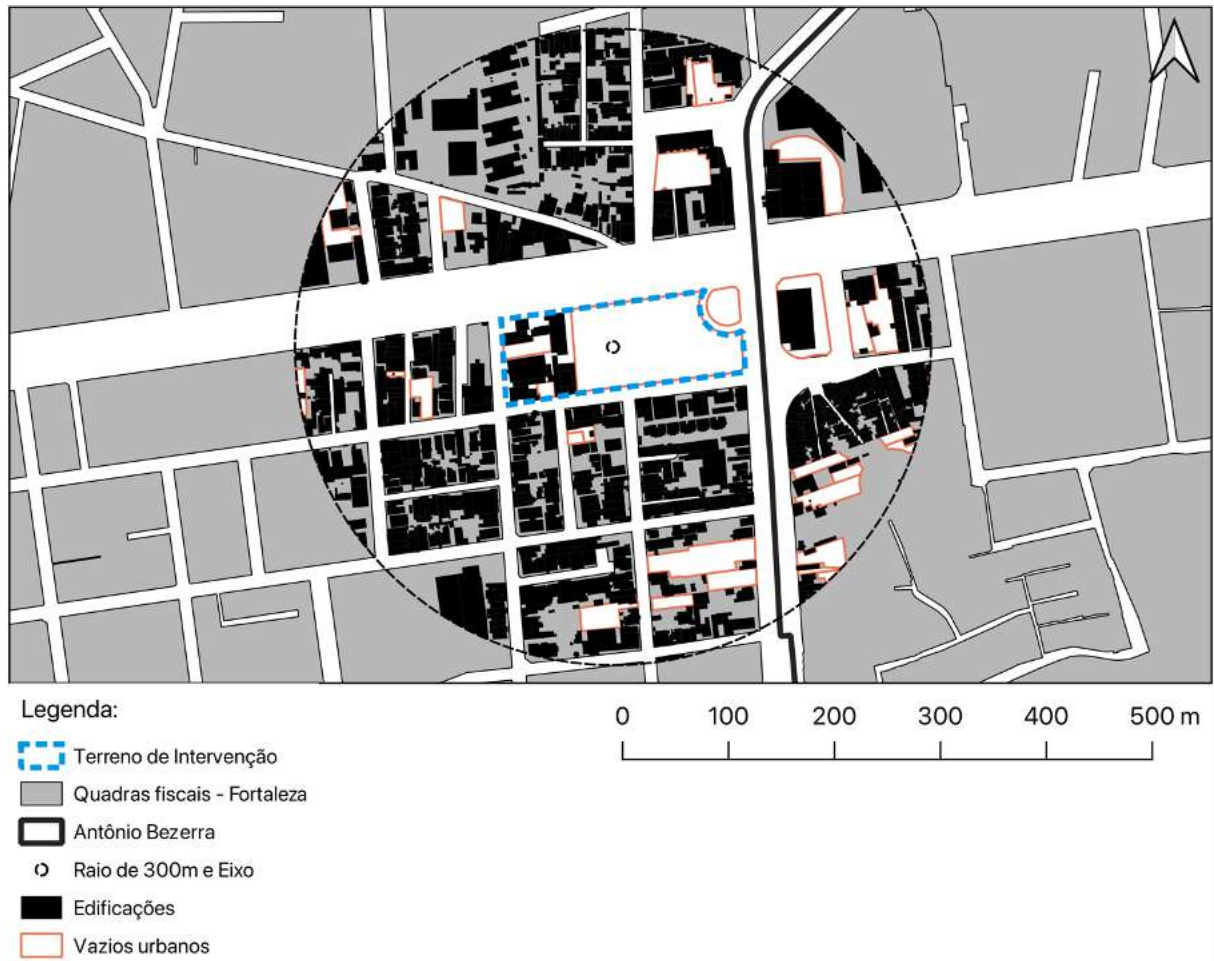 Legenda:
0 100 200 300 400 500 m
Terreno de Intervenção
Quadras fiscais - Fortaleza
Antônio Bezerra
Raio de 300m e Eixo
Edificações
Vazios urbanos